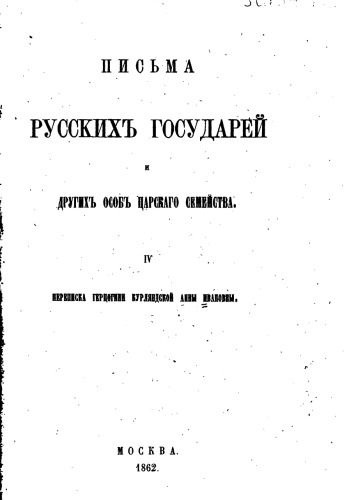 ПИСЬМА
РУССКИХЪ ГОСУДАРЕЙ
И
ДРУГИХЪ ОСОБЪ ЦАРСКАГО СЕМЕЙСТВА.
IV
ПЕРЕПИСКА ГЕРЦОГИНИ КУРЛЯНДСКОЙ АННЫ ИВАНОВНЫ.
МОСКВА.
1862.